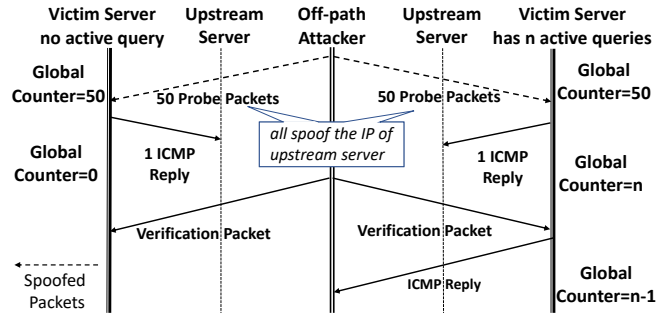 Victim Server
no active query
Upstream
Server
Off-path
Attacker
Upstream
Server
Victim Server
has n active queries
Global
Counter=50
50 Probe Packets
50 Probe Packets
Global
Counter=50
all spoof the IP of
upstream server
Global
Counter=0
1 ICMP
Reply
1 ICMP
Reply
Global
Counter=n
Verification Packet
Verification Packet
Spoofed
Packets
ICMP Reply
Global
Counter=n-1